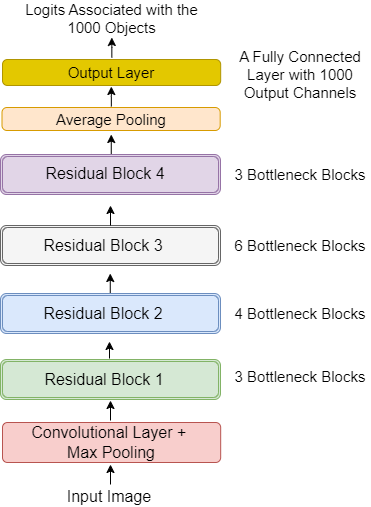 Logits Associated with the
1000 Objects
Output Layer
A Fully Connected
Layer with 1000
Output Channels
Average Pooling
Residual Block 4
3 Bottleneck Blocks
Residual Block 3
6 Bottleneck Blocks
Residual Block 2
4 Bottleneck Blocks
Residual Block 1
3 Bottleneck Blocks
Convolutional Layer +
Max Pooling
Input Image